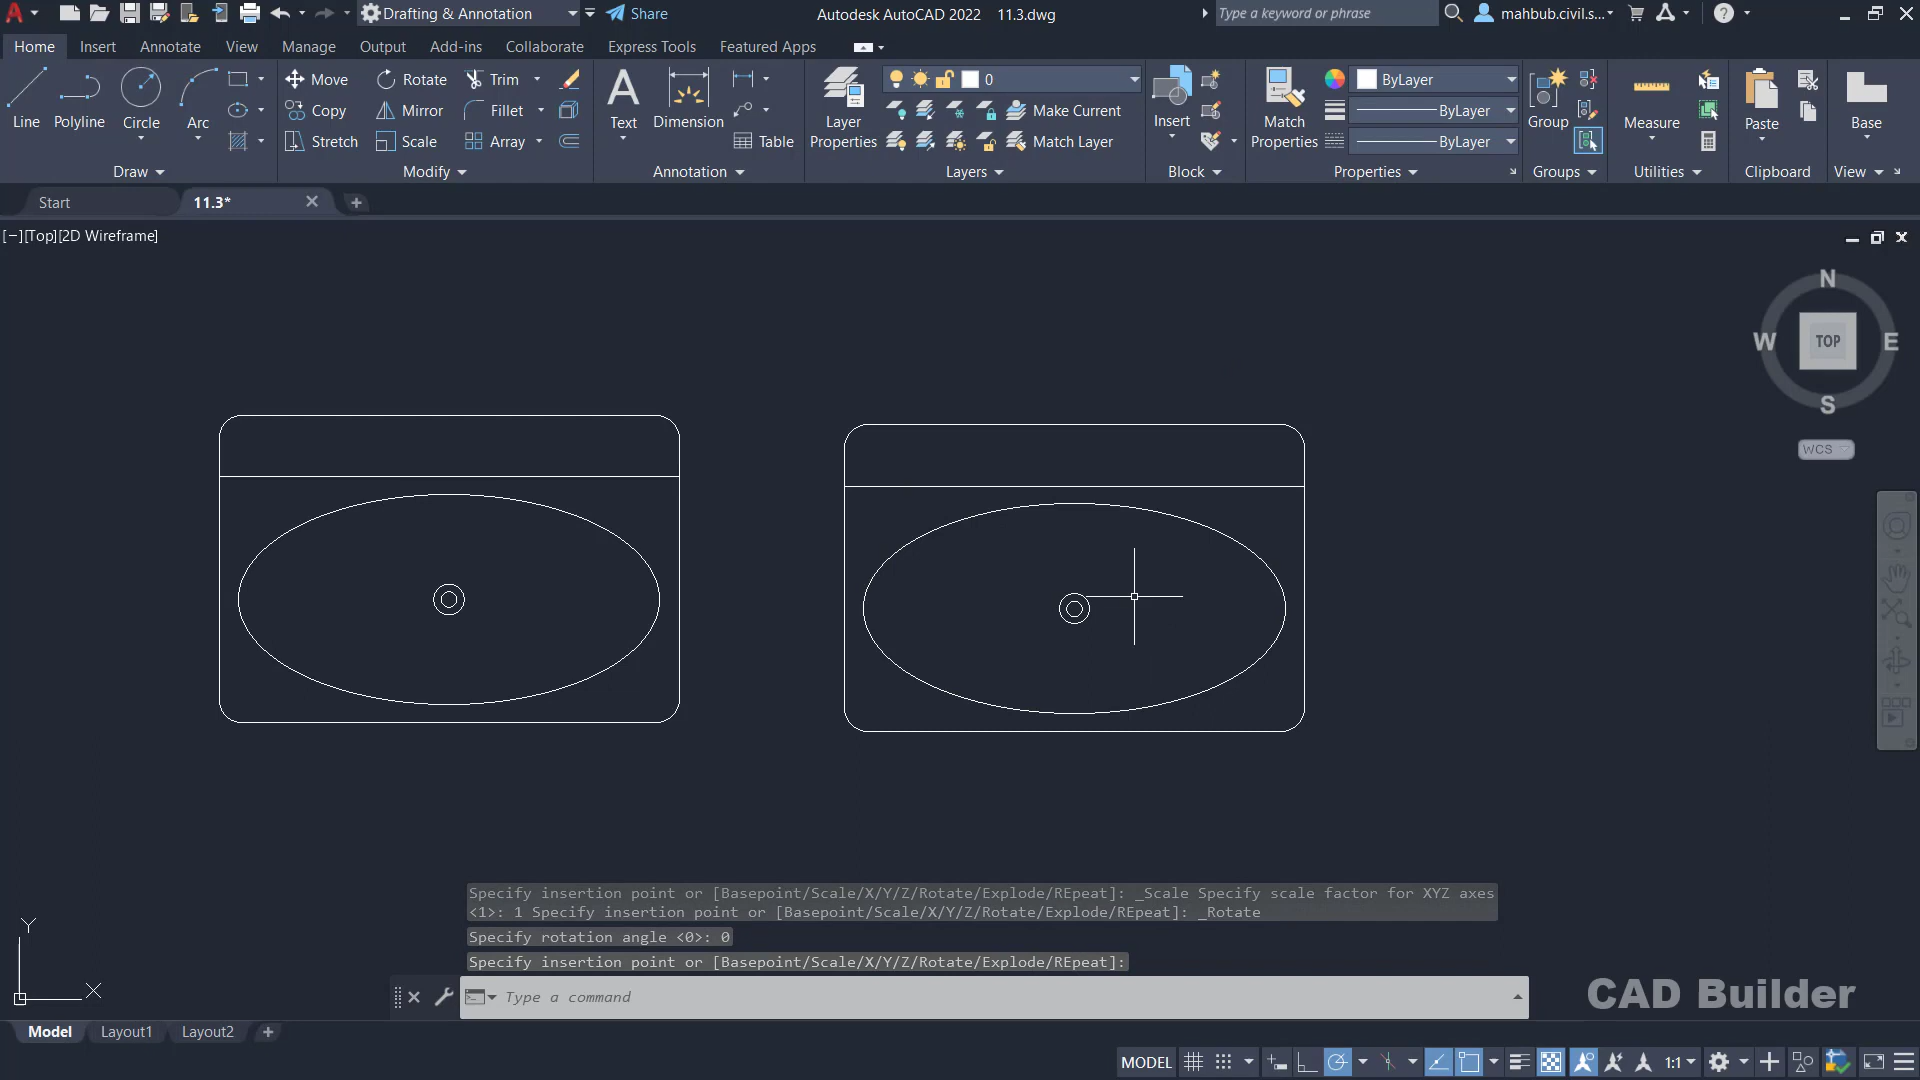 Drafting & Annotation
Share
Autodesk AutoCAD 2022 11.3.dwg
Type a keyword or phrase
mahbub.civil.s...
Home Insert Annotate View Manage Output Add-ins Collaborate Express Tools Featured Apps
Move Rotate Trim 0 ByLayer
Copy Mirror Fillet Make Current ByLayer
Line Polyline Circle Arc Text Dimension Layer Properties Insert Match Properties Group Measure Paste Base
Stretch Scale Array Table Match Layer ByLayer
Draw Modify Annotation Layers Block Properties Groups Utilities Clipboard View
Start 11.3*
[−][Top][2D Wireframe]
N
W TOP E
S
WCS
Specify insertion point or [Basepoint/Scale/X/Y/Z/Rotate/Explode/REpeat]: _Scale Specify scale factor for XYZ axes
<1>: 1 Specify insertion point or [Basepoint/Scale/X/Y/Z/Rotate/Explode/REpeat]: _Rotate
Specify rotation angle <0>: 0
Specify insertion point or [Basepoint/Scale/X/Y/Z/Rotate/Explode/REpeat]:
Y
X
Type a command
CAD Builder
Model Layout1 Layout2
MODEL 1:1